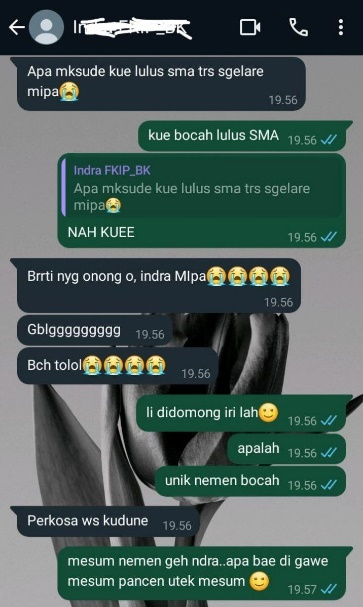 Apa mksude kue lulus sma trs sgelare
mipa😭
19.56
kue bocah lulus SMA 19.56
Indra FKIP_BK
Apa mksude kue lulus sma trs sgelare
mipa😭
NAH KUEE 19.56
Brrti nyg onong o, indra MIpa😭😭😭😭
19.56
Gblggggggggg 19.56
Bch tolol😭😭😭😭 19.56
li didomong iri lah🙂 19.56
apalah 19.56
unik nemen bocah 19.56
Perkosa ws kudune 19.56
mesum nemen geh ndra..apa bae di gawe
mesum pancen utek mesum 🙂 19.57